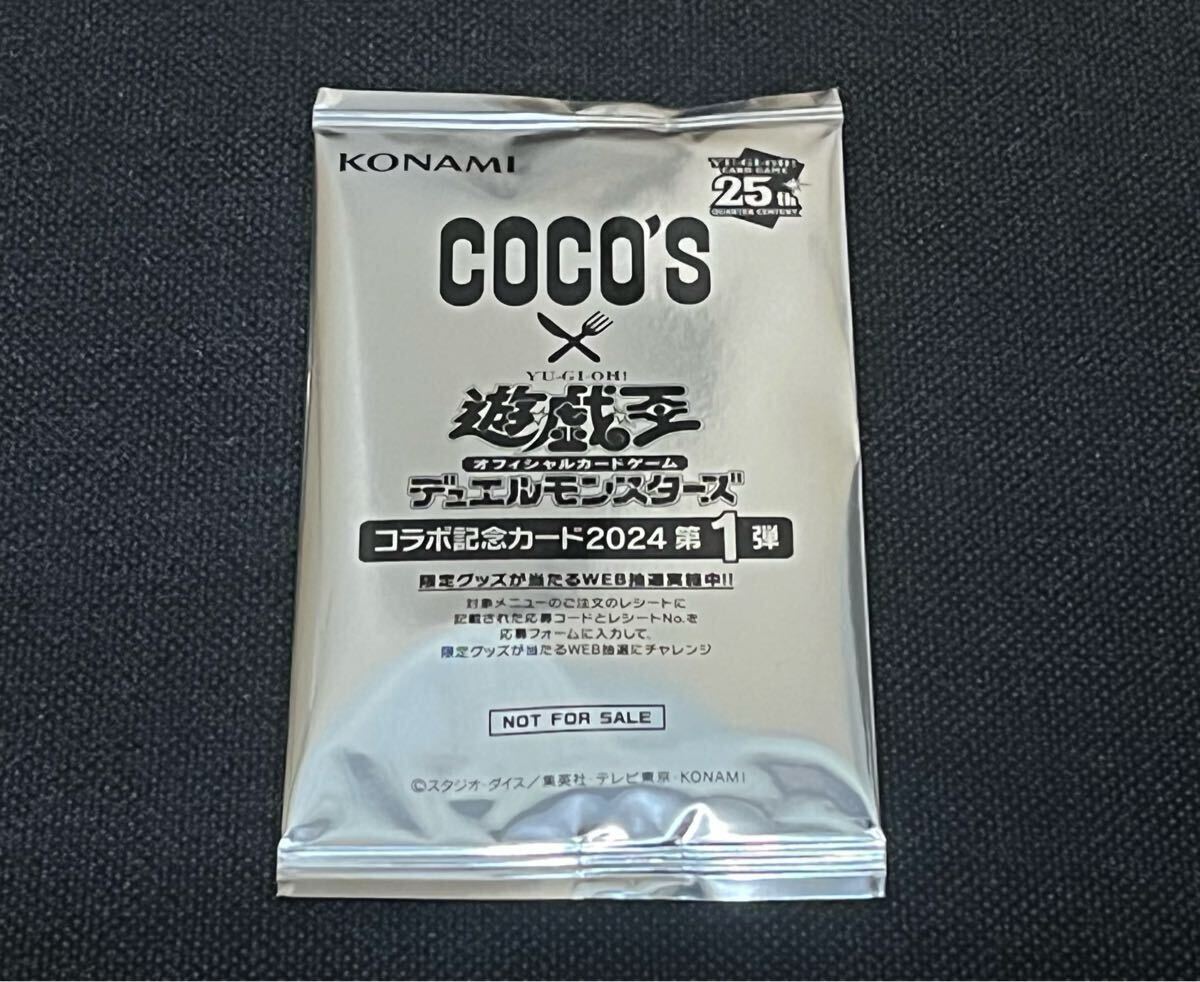 KONAMI
YU-GI-OH!
CARD GAME
25th
QUARTER CENTURY
COCO'S
YU-GI-OH!
遊戯王
オフィシャルカードゲーム
デュエルモンスターズ
コラボ記念カード2024 第1弾
限定グッズが当たるWEB抽選実施中!!
対象メニューのご注文のレシートに
記載された応募コードとレシートNo.を
応募フォームに入力して、
限定グッズが当たるWEB抽選にチャレンジ
NOT FOR SALE
©スタジオ・ダイス/集英社・テレビ東京・KONAMI